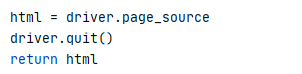 html = driver.page_source
driver.quit()
return html